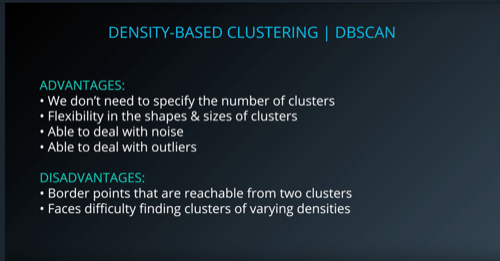 DENSITY-BASED CLUSTERING | DBSCAN
ADVANTAGES:
• We don't need to specify the number of clusters
• Flexibility in the shapes & sizes of clusters
• Able to deal with noise
• Able to deal with outliers
DISADVANTAGES:
• Border points that are reachable from two clusters
• Faces difficulty finding clusters of varying densities